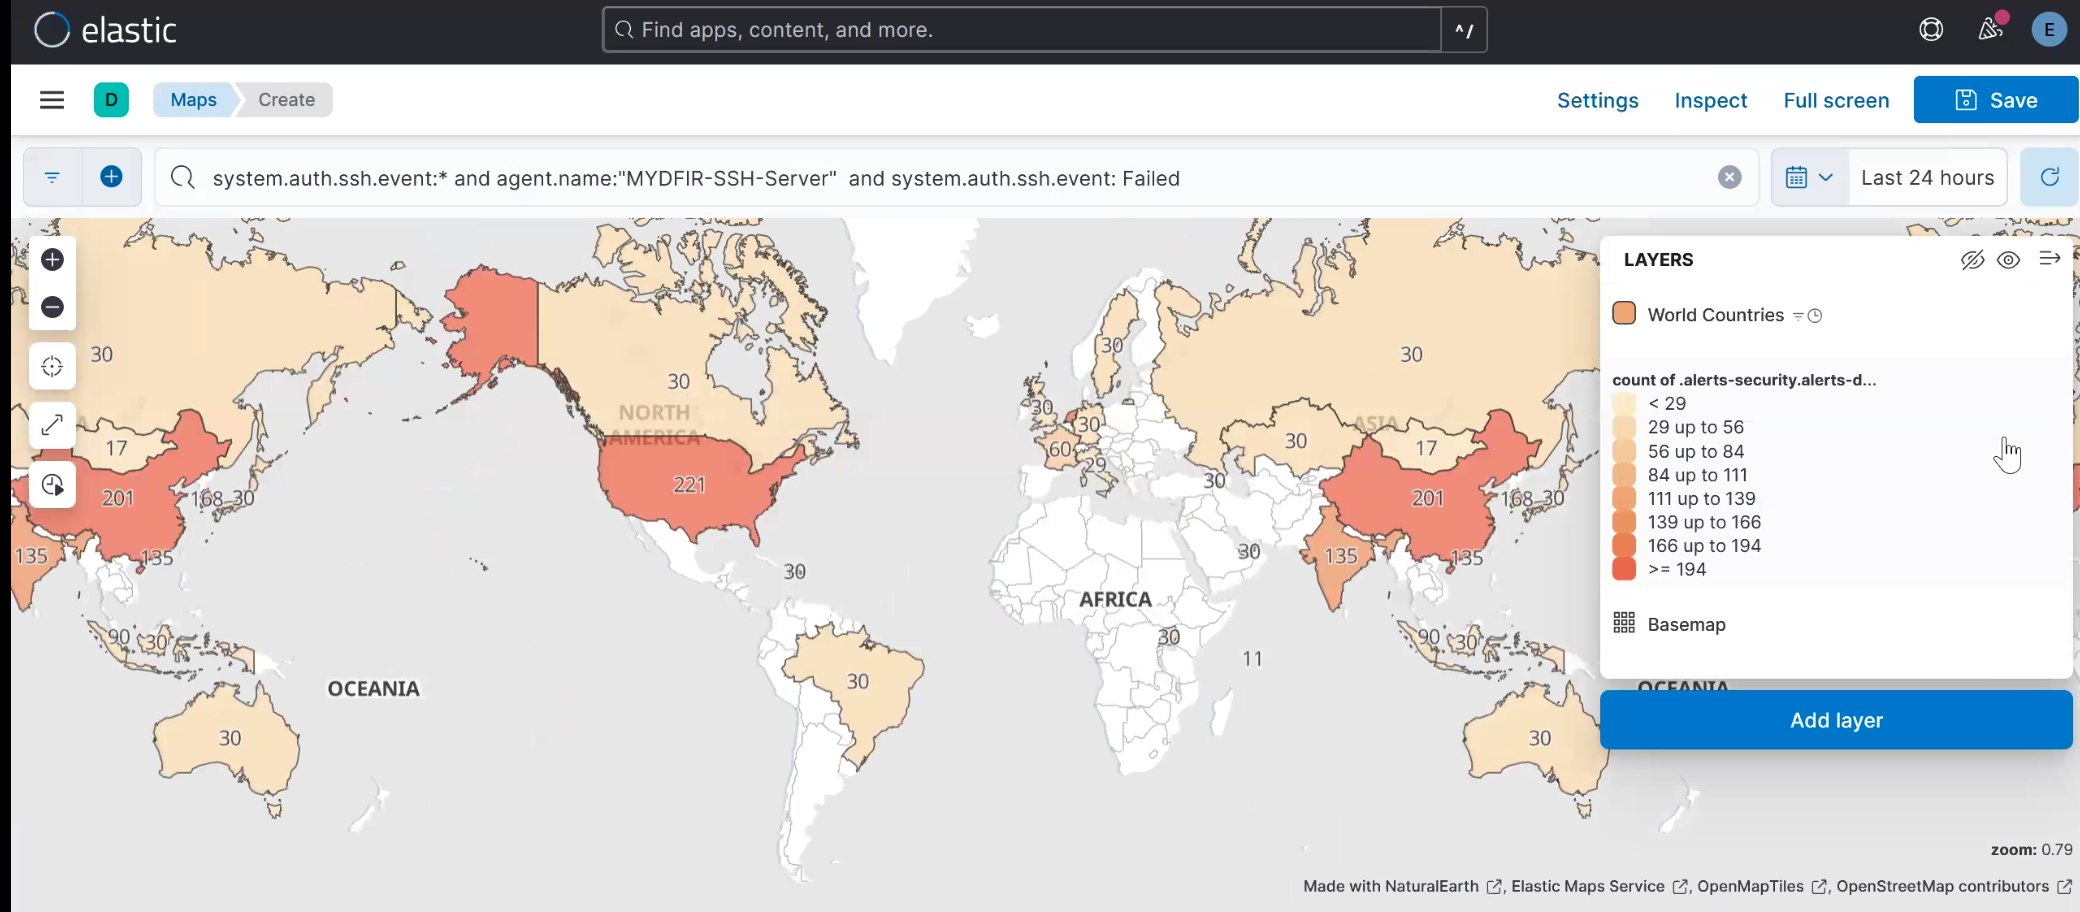 elastic
Find apps, content, and more.
^/
E
D
Maps
Create
Settings
Inspect
Full screen
Save
system.auth.ssh.event:* and agent.name:"MYDFIR-SSH-Server"  and system.auth.ssh.event: Failed
Last 24 hours
LAYERS
World Countries
count of .alerts-security.alerts-d...
< 29
29 up to 56
56 up to 84
84 up to 111
111 up to 139
139 up to 166
166 up to 194
>= 194
Basemap
Add layer
30
30
30
30
NORTH
AMERICA
ASIA
30
30
17
60
29
30
17
201
168
30
221
30
201
168
30
135
135
30
30
135
135
AFRICA
30
11
90
30
90
30
OCEANIA
30
OCEANIA
30
30
zoom: 0.79
Made with NaturalEarth , Elastic Maps Service , OpenMapTiles , OpenStreetMap contributors